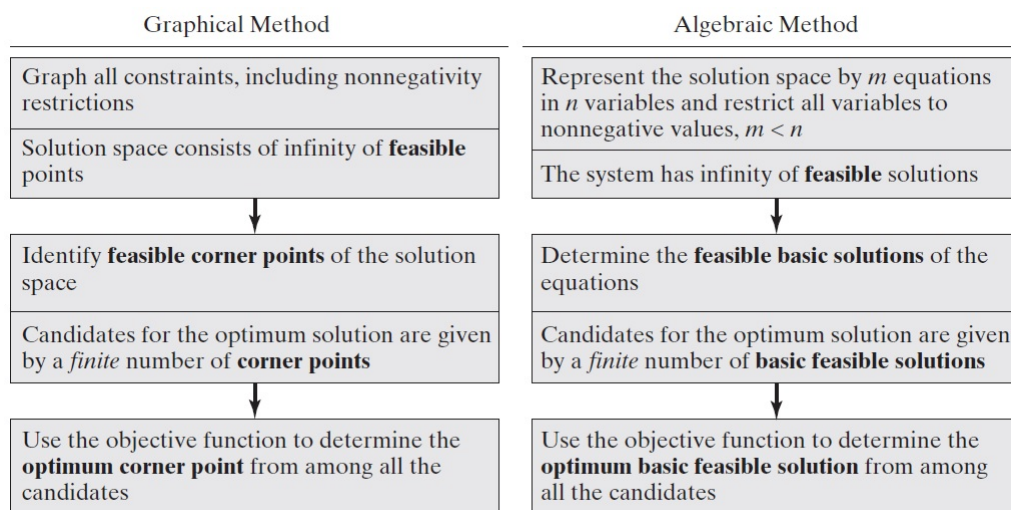 Graphical Method
Graph all constraints, including nonnegativity
restrictions
Solution space consists of infinity of feasible
points
Identify feasible corner points of the solution
space
Candidates for the optimum solution are given
by a finite number of corner points
Use the objective function to determine the
optimum corner point from among all the
candidates
Algebraic Method
Represent the solution space by m equations
in n variables and restrict all variables to
nonnegative values, m < n
The system has infinity of feasible solutions
Determine the feasible basic solutions of the
equations
Candidates for the optimum solution are given
by a finite number of basic feasible solutions
Use the objective function to determine the
optimum basic feasible solution from among
all the candidates